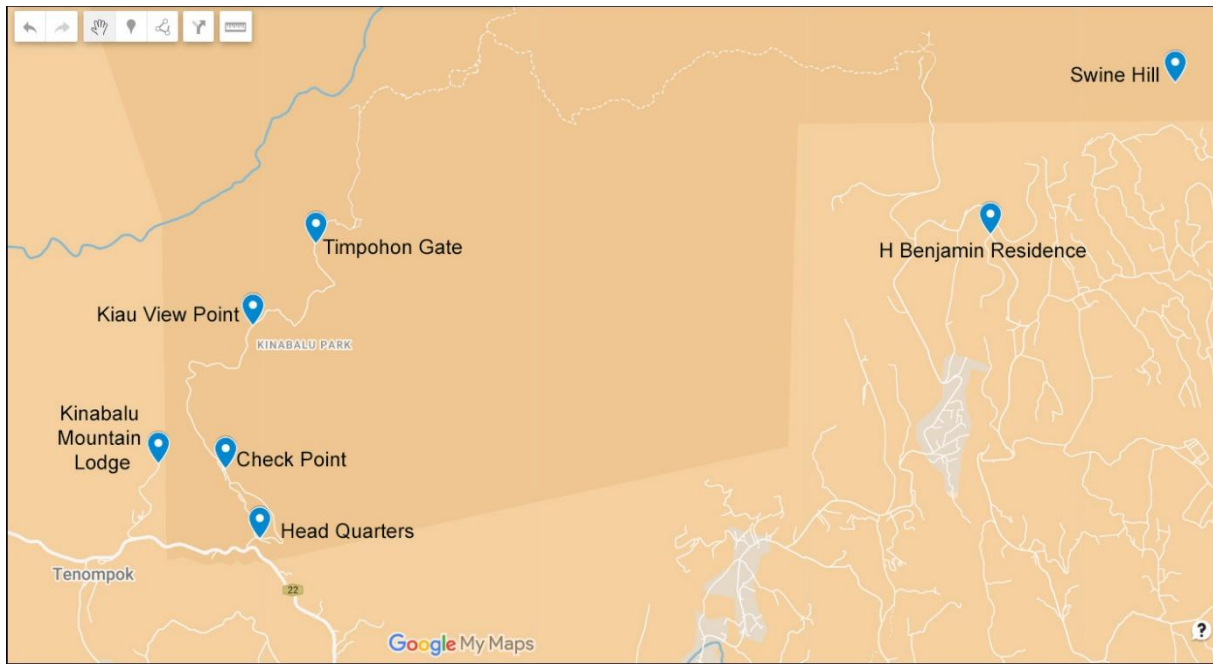 Swine Hill
Timpohon Gate
H Benjamin Residence
Kiau View Point
KINABALU PARK
Kinabalu
Mountain
Lodge
Check Point
Head Quarters
Tenompok
22
Google My Maps
?